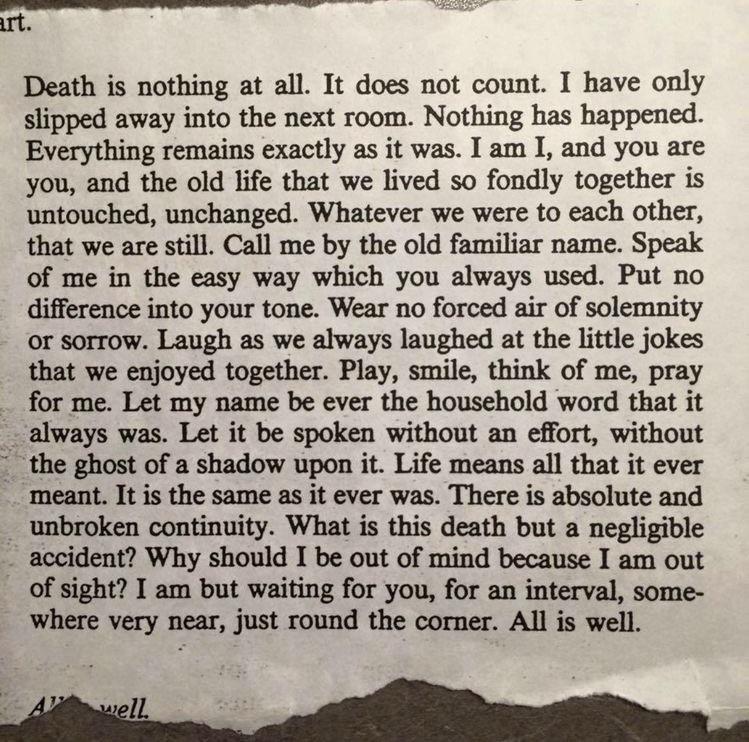 art.
Death is nothing at all. It does not count. I have only
slipped away into the next room. Nothing has happened.
Everything remains exactly as it was. I am I, and you are
you, and the old life that we lived so fondly together is
untouched, unchanged. Whatever we were to each other,
that we are still. Call me by the old familiar name. Speak
of me in the easy way which you always used. Put no
difference into your tone. Wear no forced air of solemnity
or sorrow. Laugh as we always laughed at the little jokes
that we enjoyed together. Play, smile, think of me, pray
for me. Let my name be ever the household word that it
always was. Let it be spoken without an effort, without
the ghost of a shadow upon it. Life means all that it ever
meant. It is the same as it ever was. There is absolute and
unbroken continuity. What is this death but a negligible
accident? Why should I be out of mind because I am out
of sight? I am but waiting for you, for an interval, some-
where very near, just round the corner. All is well.
well.